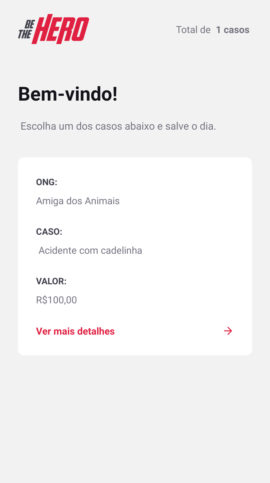 BE THE HERO
Total de 1 casos
Bem-vindo!
Escolha um dos casos abaixo e salve o dia.
ONG:
Amiga dos Animais
CASO:
Acidente com cadelinha
VALOR:
R$100,00
Ver mais detalhes